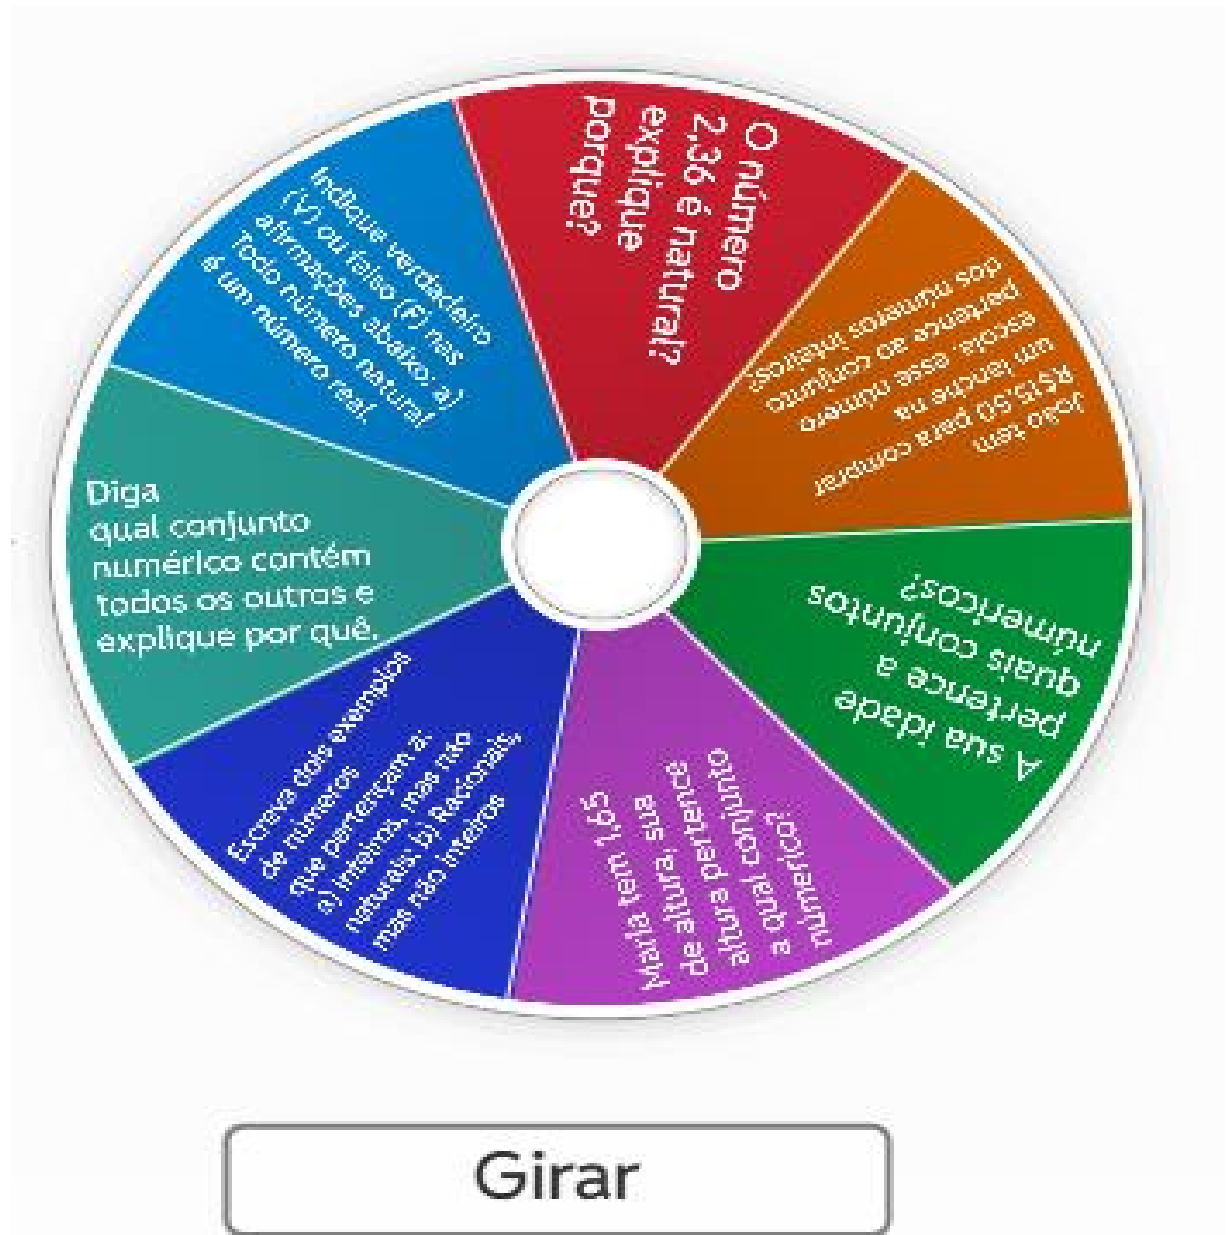 O número
2,36 é natural?
explique
porque?
João tem
R$15,50 para comprar
um lanche na
escola, esse número
pertence ao conjunto
dos números inteiros?
A sua idade
pertence a
quais conjuntos
númericos?
Maria tem 1,65
de altura, sua
altura pertence
a qual conjunto
númerico?
Escreva dois exemplos
de números
que pertençam a:
a) Inteiros, mas não
naturais; b) Racionais,
mas não inteiros
Diga
qual conjunto
numérico contém
todos os outros e
explique por quê.
Indique verdadeiro
(V) ou falso (F) nas
afirmações abaixo: a)
Todo número natural
é um número real.
Girar